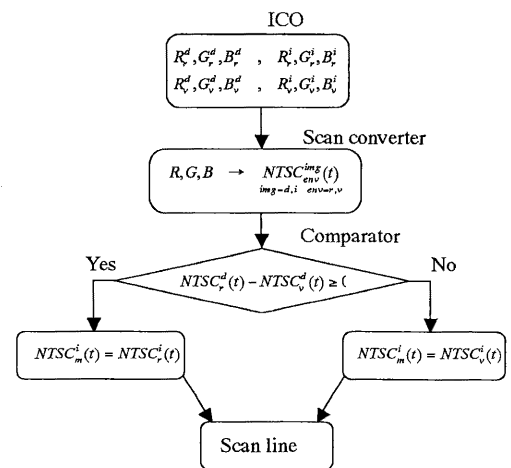 ICO
R_r^d, G_r^d, B_r^d , R_r^i, G_r^i, B_r^i
R_v^d, G_v^d, B_v^d , R_v^i, G_v^i, B_v^i
Scan converter
R, G, B → NTSC_env^img(t)
img=d,i env=r,v
Comparator
Yes
No
NTSC_r^d(t) − NTSC_v^d(t) ≥ (
NTSC_m^i(t) = NTSC_r^i(t)
NTSC_m^i(t) = NTSC_v^i(t)
Scan line